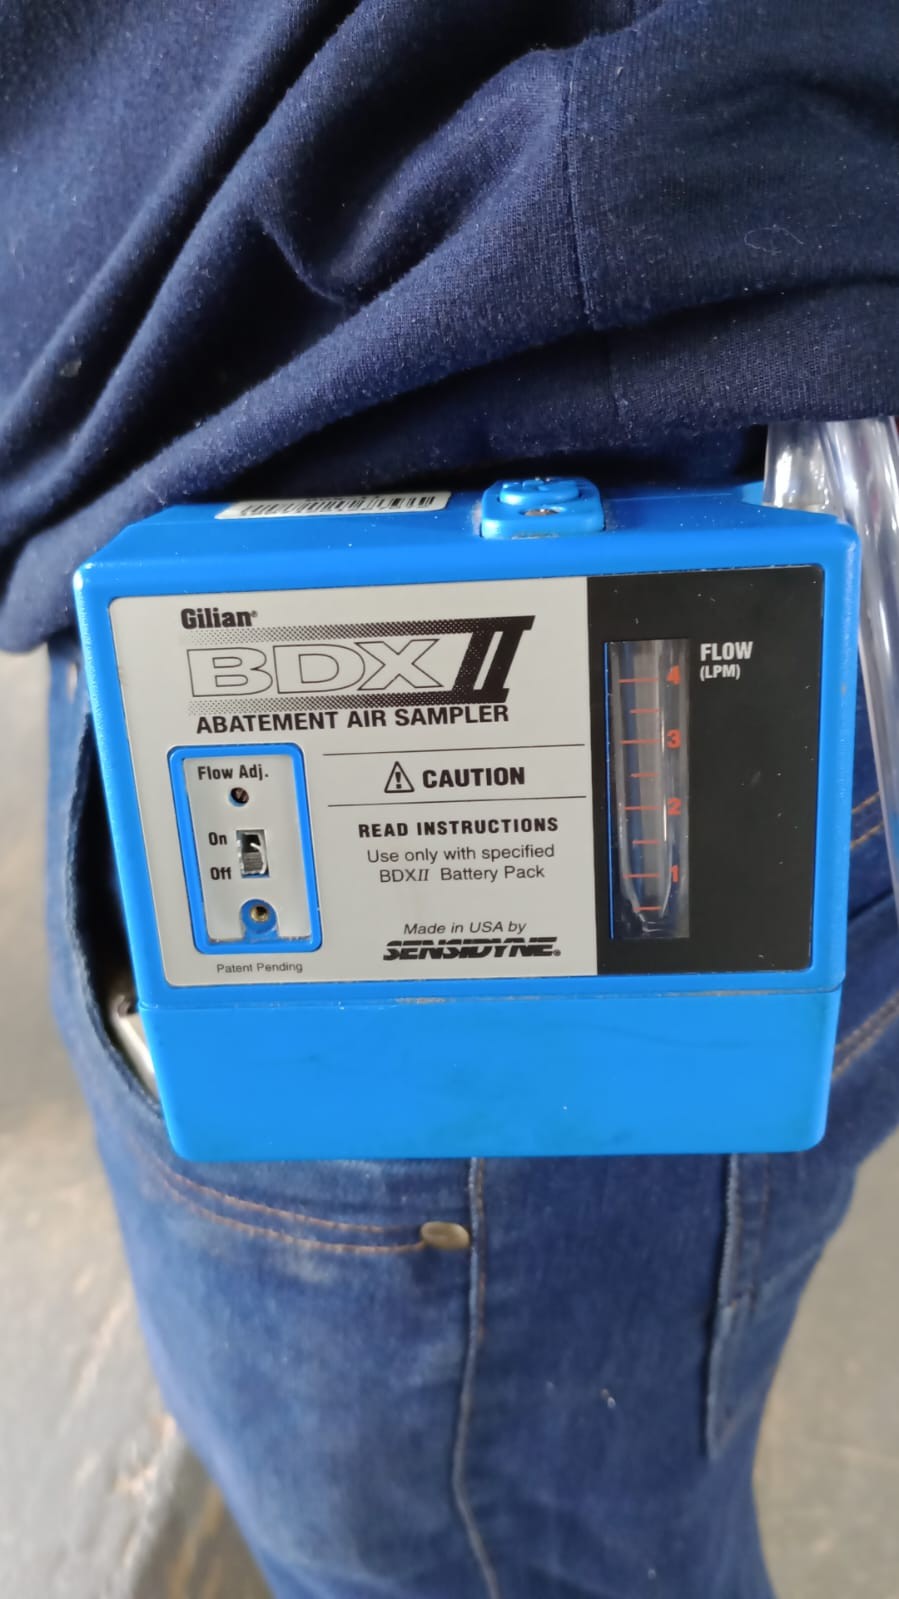 Gilian®
BDX II
ABATEMENT AIR SAMPLER
Flow Adj.
On
Off
Patent Pending
⚠ CAUTION
READ INSTRUCTIONS
Use only with specified
BDXII Battery Pack
Made in USA by
SENSIDYNE®
FLOW
(LPM)
4
3
2
1